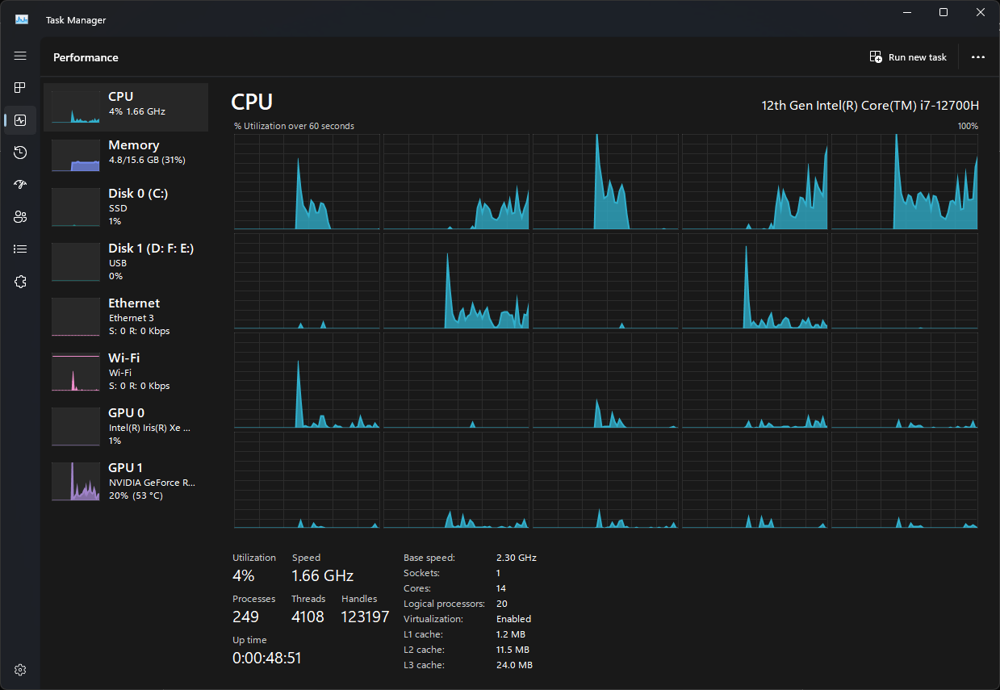 Task Manager
Performance
Run new task
CPU
4% 1.66 GHz
Memory
4.8/15.6 GB (31%)
Disk 0 (C:)
SSD
1%
Disk 1 (D: F: E:)
USB
0%
Ethernet
Ethernet 3
S: 0 R: 0 Kbps
Wi-Fi
Wi-Fi
S: 0 R: 0 Kbps
GPU 0
Intel(R) Iris(R) Xe ...
1%
GPU 1
NVIDIA GeForce R...
20% (53 °C)
CPU
12th Gen Intel(R) Core(TM) i7-12700H
% Utilization over 60 seconds
100%
Utilization Speed
4% 1.66 GHz
Processes Threads Handles
249 4108 123197
Up time
0:00:48:51
Base speed: 2.30 GHz
Sockets: 1
Cores: 14
Logical processors: 20
Virtualization: Enabled
L1 cache: 1.2 MB
L2 cache: 11.5 MB
L3 cache: 24.0 MB